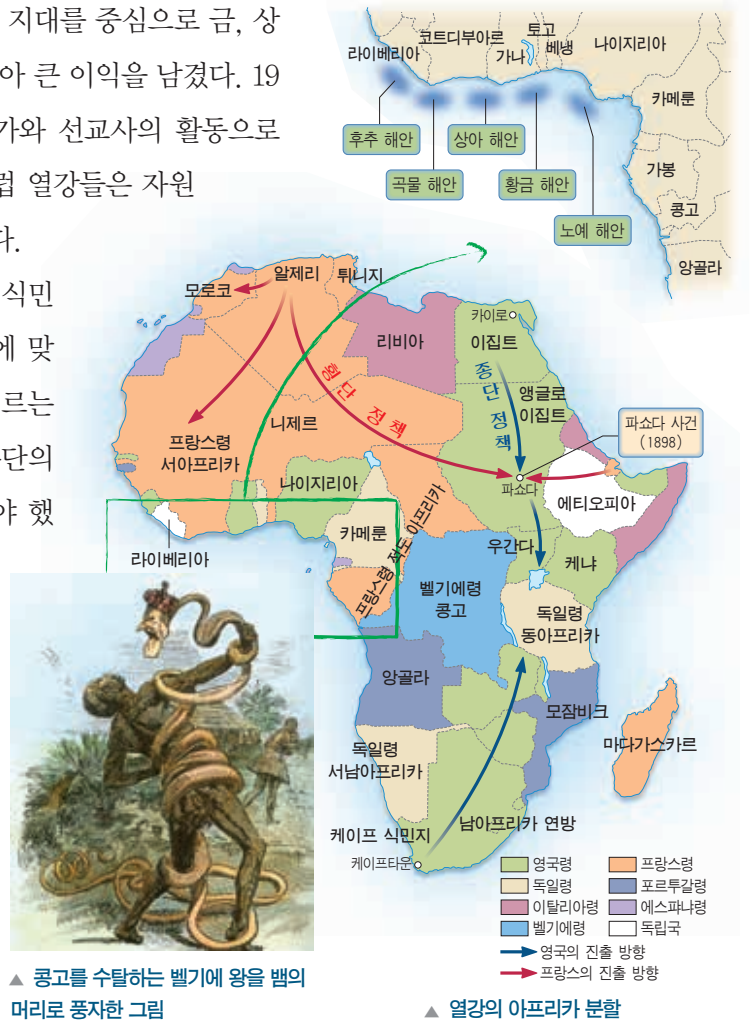 지대를 중심으로 금, 상
아 큰 이익을 남겼다. 19
가와 선교사의 활동으로
럽 열강들은 자원
다.
식민
에 맞
르는
단의
야 했
라이베리아
코트디부아르
가나
토고
베냉
나이지리아
카메룬
가봉
콩고
앙골라
후추 해안
상아 해안
곡물 해안
황금 해안
노예 해안
모로코
알제리
튀니지
리비아
카이로
이집트
앵글로
이집트
횡단 정책
종단 정책
니제르
프랑스령
서아프리카
파쇼다 사건
(1898)
파쇼다
나이지리아
에티오피아
라이베리아
카메룬
프랑스령 적도 아프리카
우간다
케냐
벨기에령
콩고
독일령
동아프리카
앙골라
모잠비크
마다가스카르
독일령
서남아프리카
케이프 식민지
남아프리카 연방
케이프타운
영국령
프랑스령
독일령
포르투갈령
이탈리아령
에스파냐령
벨기에령
독립국
영국의 진출 방향
프랑스의 진출 방향
▲ 콩고를 수탈하는 벨기에 왕을 뱀의
머리로 풍자한 그림
▲ 열강의 아프리카 분할